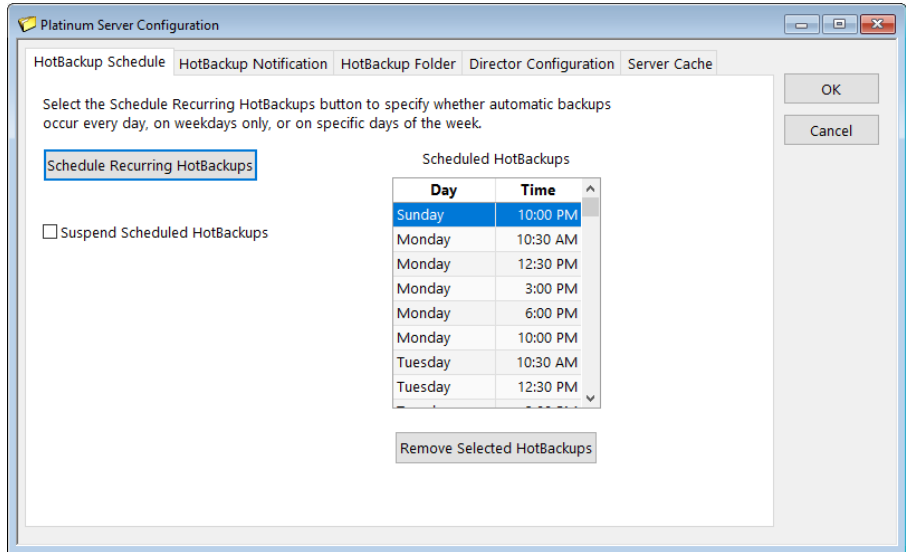 Platinum Server Configuration
HotBackup Schedule HotBackup Notification HotBackup Folder Director Configuration Server Cache
OK
Cancel
Select the Schedule Recurring HotBackups button to specify whether automatic backups
occur every day, on weekdays only, or on specific days of the week.
Schedule Recurring HotBackups
Suspend Scheduled HotBackups
Scheduled HotBackups
Day Time
Sunday 10:00 PM
Monday 10:30 AM
Monday 12:30 PM
Monday 3:00 PM
Monday 6:00 PM
Monday 10:00 PM
Tuesday 10:30 AM
Tuesday 12:30 PM
Remove Selected HotBackups